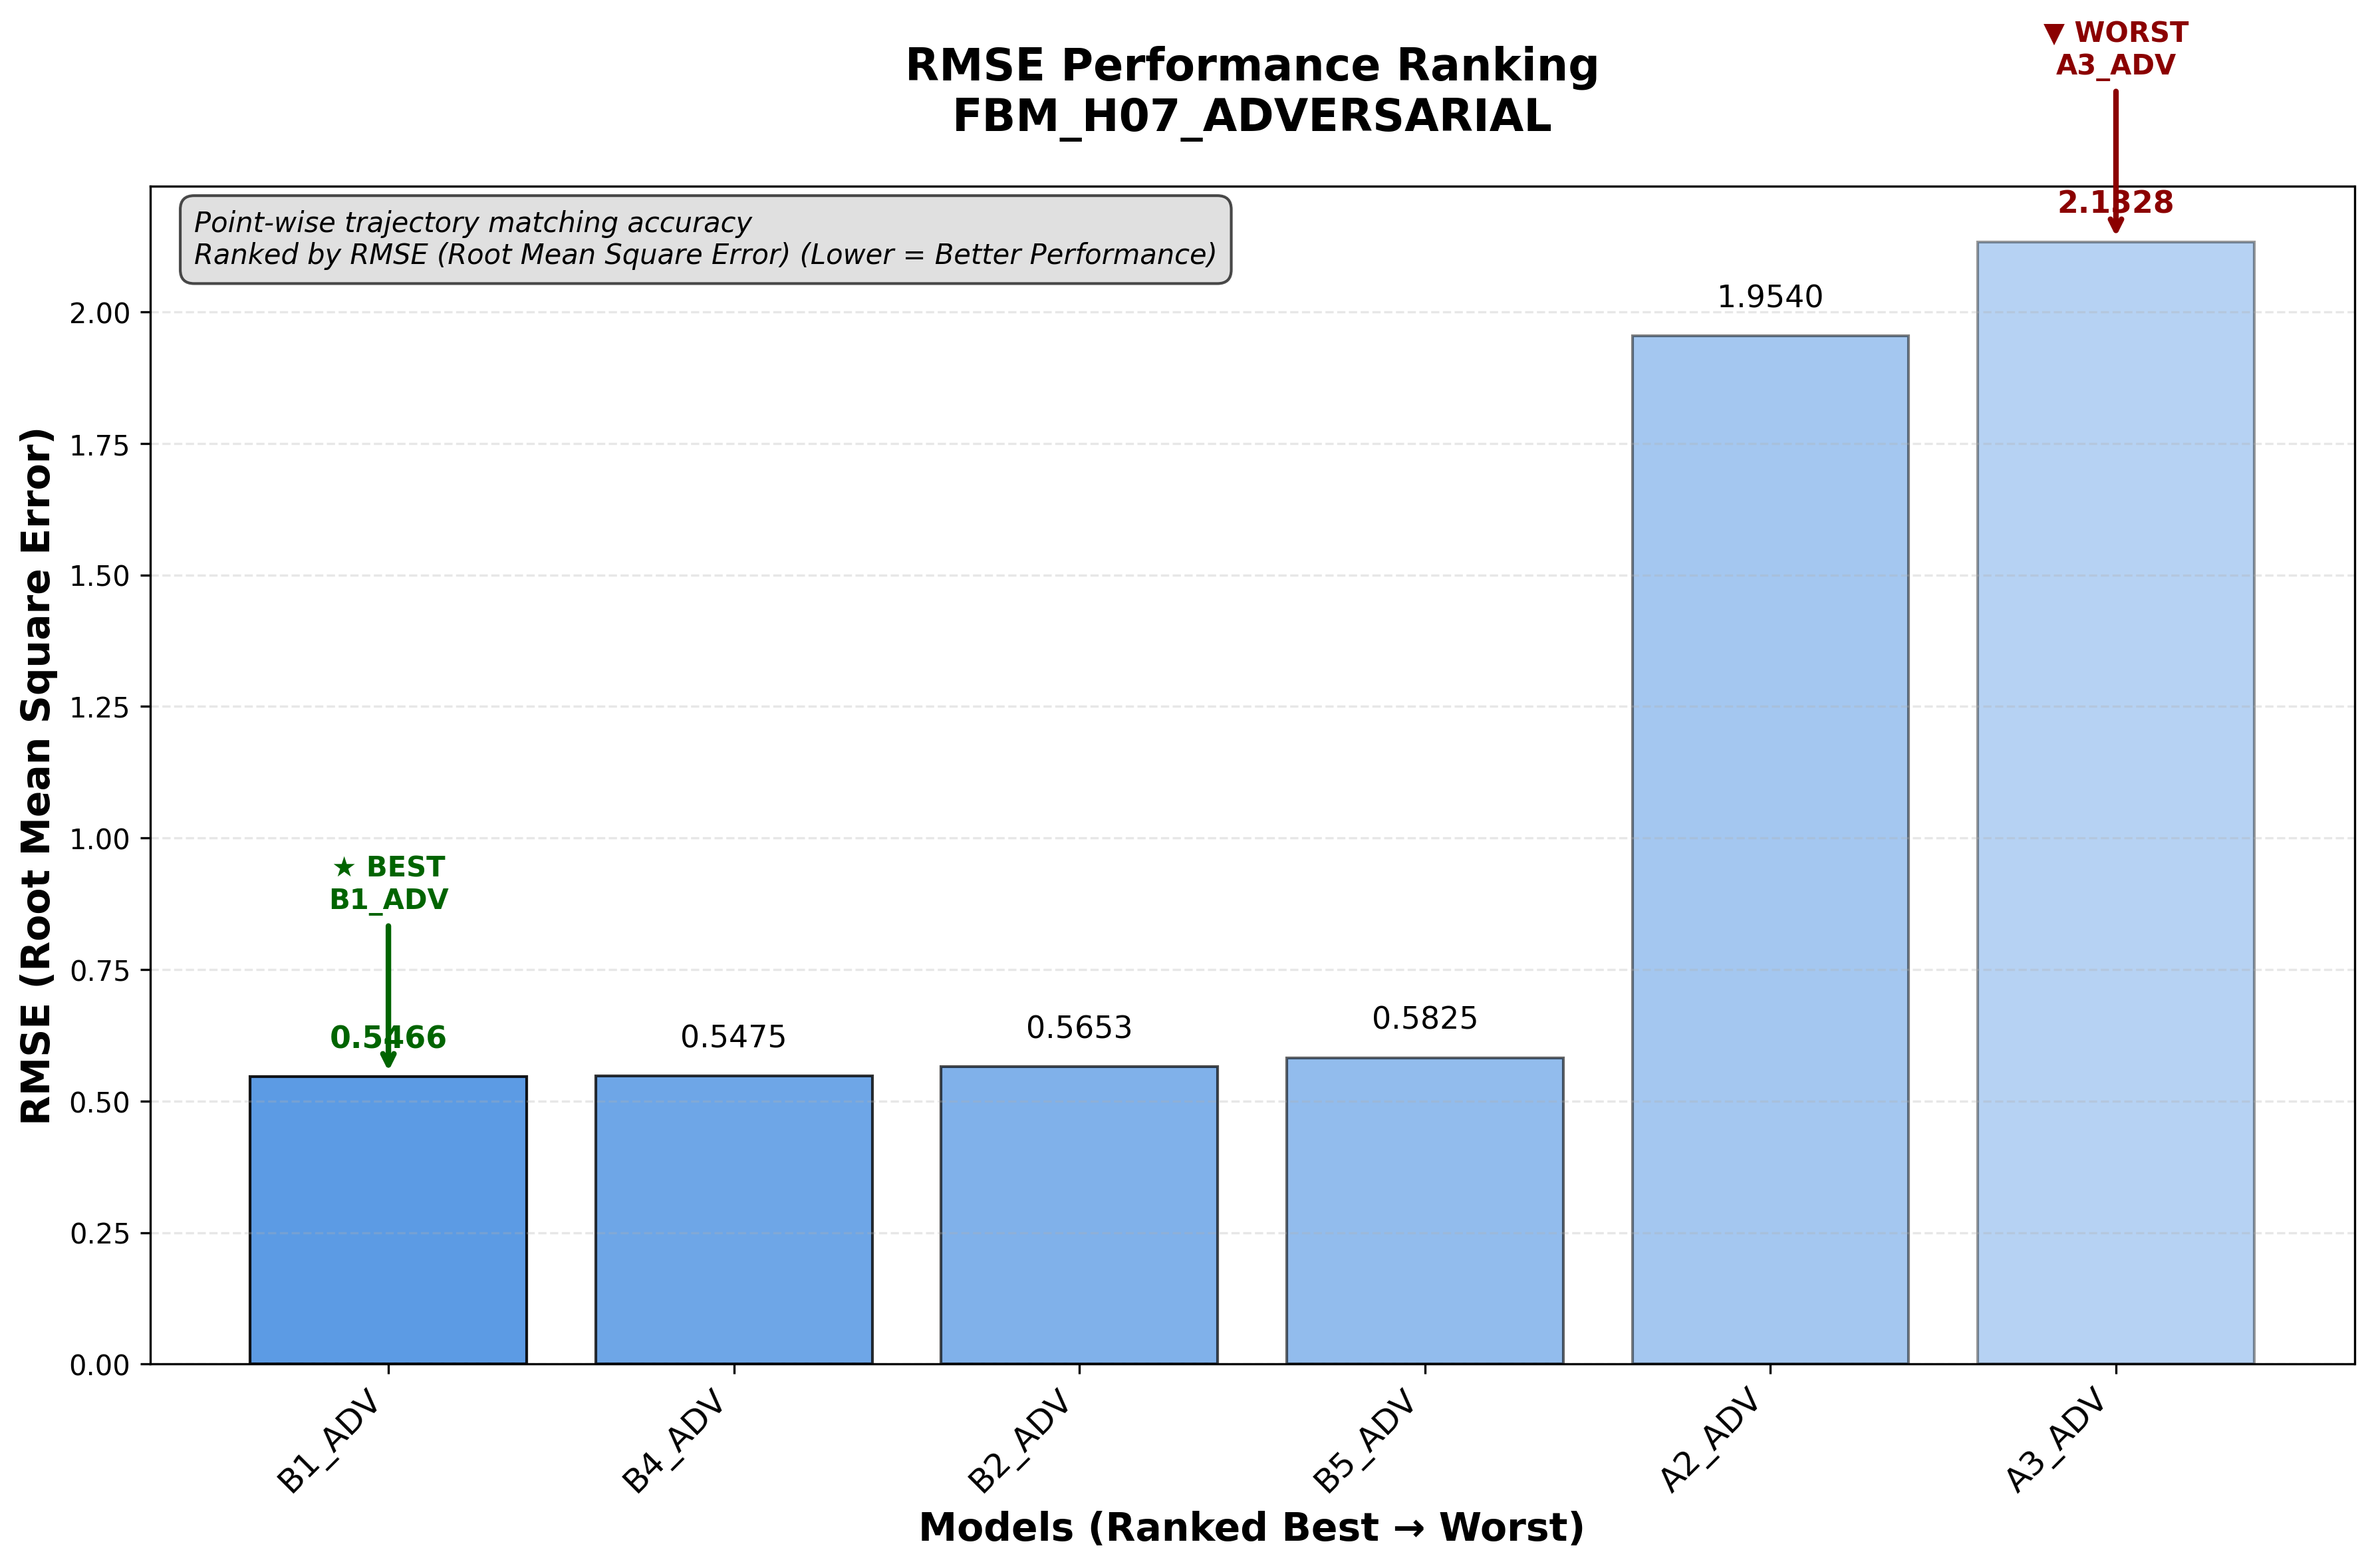 ▼ WORST
A3_ADV
RMSE Performance Ranking
FBM_H07_ADVERSARIAL
2.1328
Point-wise trajectory matching accuracy
Ranked by RMSE (Root Mean Square Error) (Lower = Better Performance)
1.9540
2.00
1.75
1.50
1.25
1.00
0.75
0.50
0.25
0.00
RMSE (Root Mean Square Error)
★ BEST
B1_ADV
0.5466
0.5475
0.5653
0.5825
B1_ADV
B4_ADV
B2_ADV
B5_ADV
A2_ADV
A3_ADV
Models (Ranked Best → Worst)